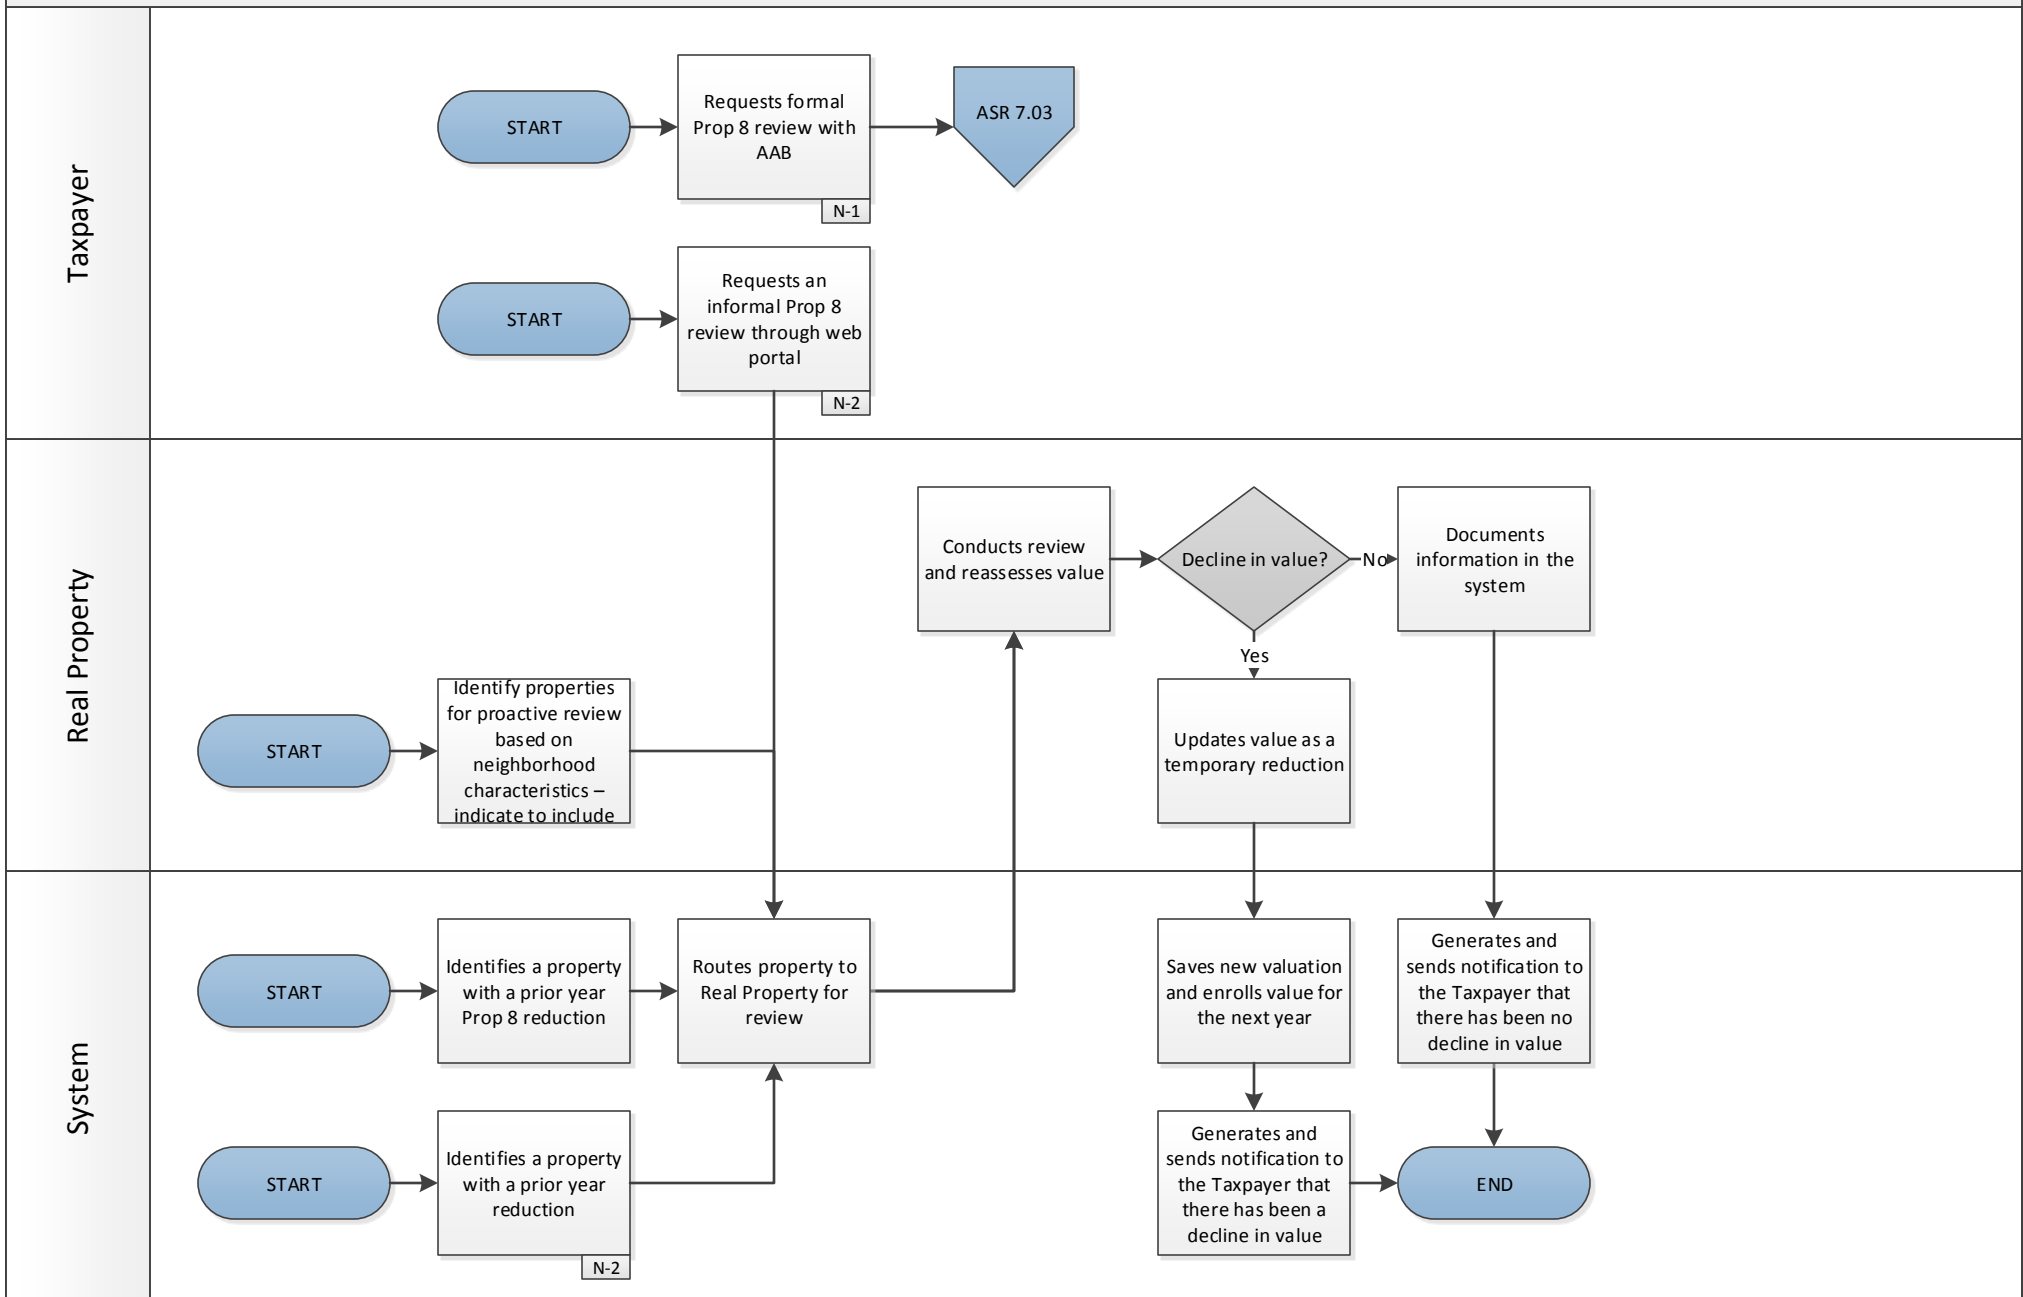 Taxpayer
START
Requests formal
Prop 8 review with
AAB
N-1
ASR 7.03
START
Requests an
informal Prop 8
review through web
portal
N-2
Real Property
Conducts review
and reassesses value
Decline in value?
No
Documents
information in the
system
Yes
START
Identify properties
for proactive review
based on
neighborhood
characteristics –
indicate to include
Updates value as a
temporary reduction
System
START
Identifies a property
with a prior year
Prop 8 reduction
Routes property to
Real Property for
review
Saves new valuation
and enrolls value for
the next year
Generates and
sends notification to
the Taxpayer that
there has been no
decline in value
START
Identifies a property
with a prior year
reduction
N-2
Generates and
sends notification to
the Taxpayer that
there has been a
decline in value
END